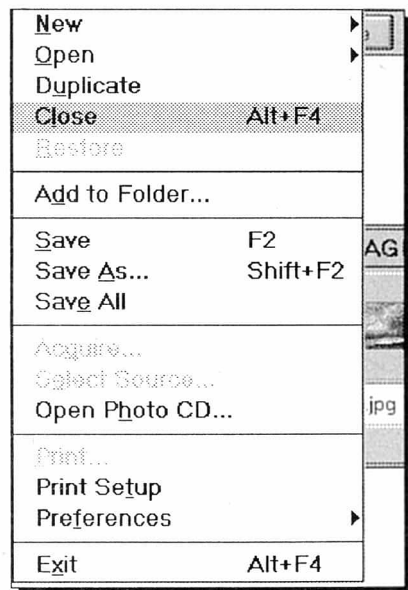 New
Open
Duplicate
Close Alt+F4
Restore
Add to Folder...
Save F2
Save As... Shift+F2
Save All
Acquire...
Select Source...
Open Photo CD...
Print...
Print Setup
Preferences
Exit Alt+F4
AG
jpg